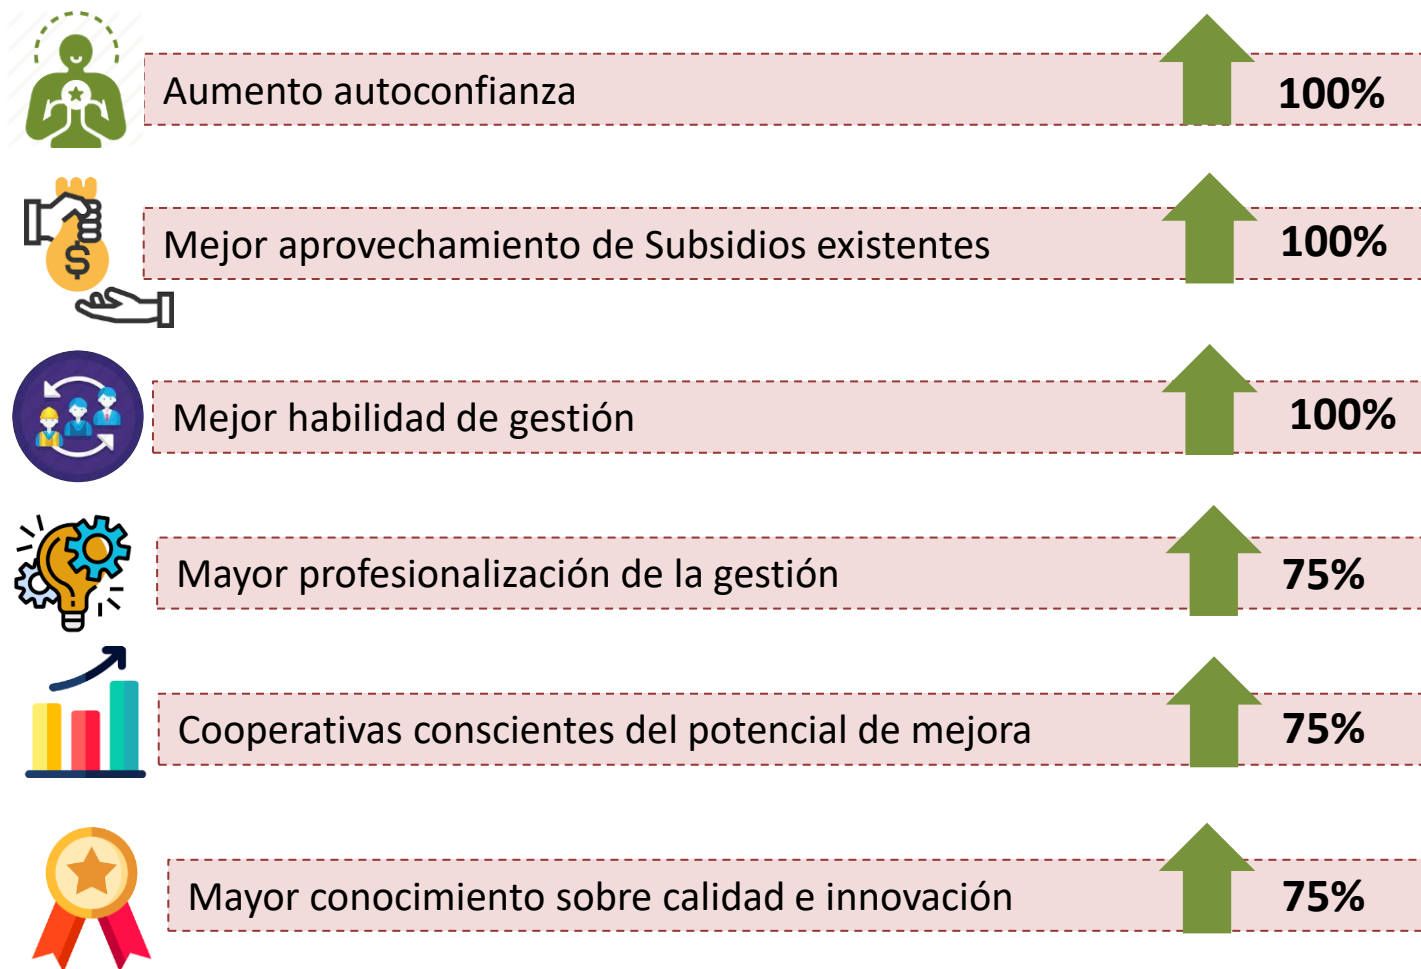 Aumento autoconfianza 100%
Mejor aprovechamiento de Subsidios existentes 100%
$
Mejor habilidad de gestión 100%
Mayor profesionalización de la gestión 75%
Cooperativas conscientes del potencial de mejora 75%
Mayor conocimiento sobre calidad e innovación 75%